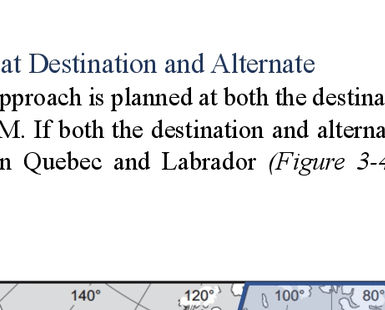 at Destination and Alternate
pproach is planned at both the destina
M. If both the destination and alterna
n Quebec and Labrador (Figure 3-4
140° 120° 100° 80°